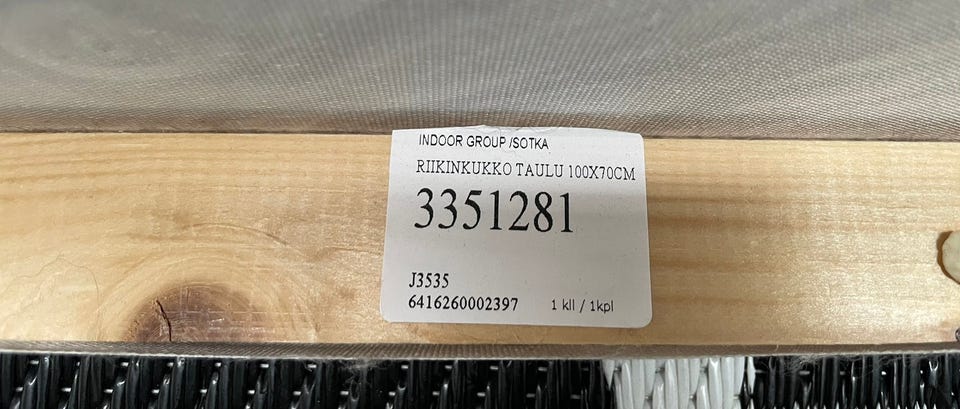 INDOOR GROUP /SOTKA
RIIKINKUKKO TAULU 100X70CM
3351281
J3535
6416260002397 1 kll / 1kpl